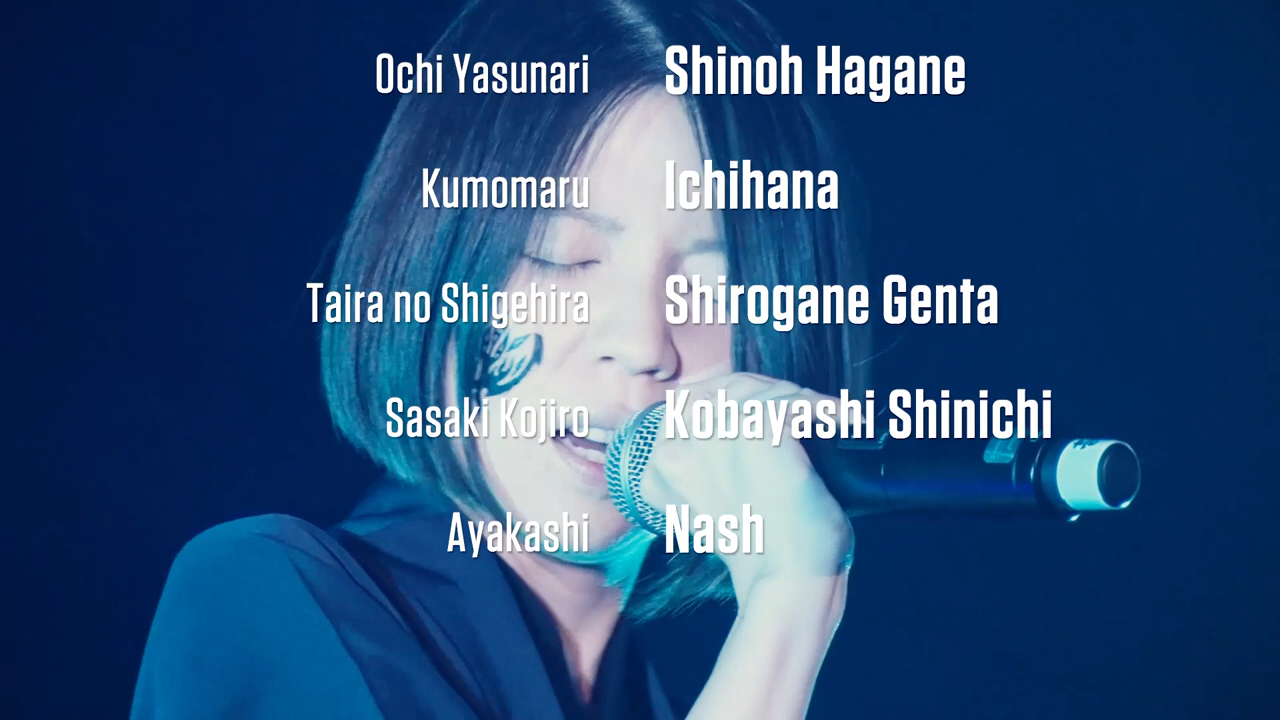 Ochi Yasunari Shinoh Hagane
Kumomaru Ichihana
Taira no Shigehira Shirogane Genta
Sasaki Kojiro Kobayashi Shinichi
Ayakashi Nash